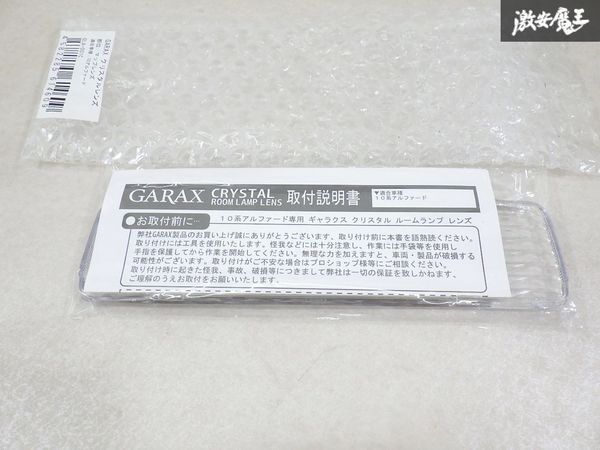 激安魔王
GARAX クリスタルレンズ
4582285614609
GARAX CRYSTAL
ROOM LAMP LENS
取付説明書
▼適合車種
10系アルファード
●お取付前に…
10系アルファード専用 ギャラクス クリスタル ルームランプ レンズ
弊社GARAX製品のお買い上げ誠にありがとうございます。取り付け前に本書を語熟読ください。
取り付けには工具を使用いたします。怪我などには十分注意し、作業には手袋等を使用し
手指を保護してから作業を開始してください。無理な力を加えますと、車両・製品が破損する
可能性がございます。取り付けがご不安な場合はプロショップ様等にご相談ください。
取り付け時に起きた怪我、事故、破損等につきまして弊社は一切の保証を致しかねます、
ご理解のうえお取付をお願いいたします。